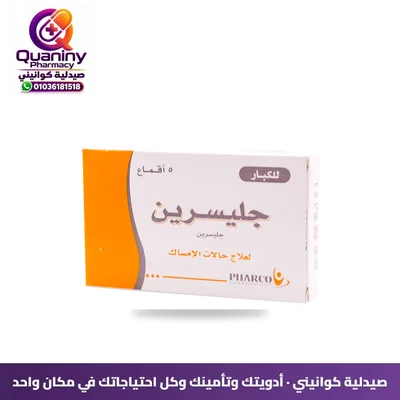 Quaniny
Pharmacy
صيدلية كوانيني
01036181518
للكبار
٥ أقماع
جليسرين
جليسرين
لعلاج حالات الإمساك
PHARCO
صيدلية كوانيني - أدويتك وتأمينك وكل احتياجاتك في مكان واحد